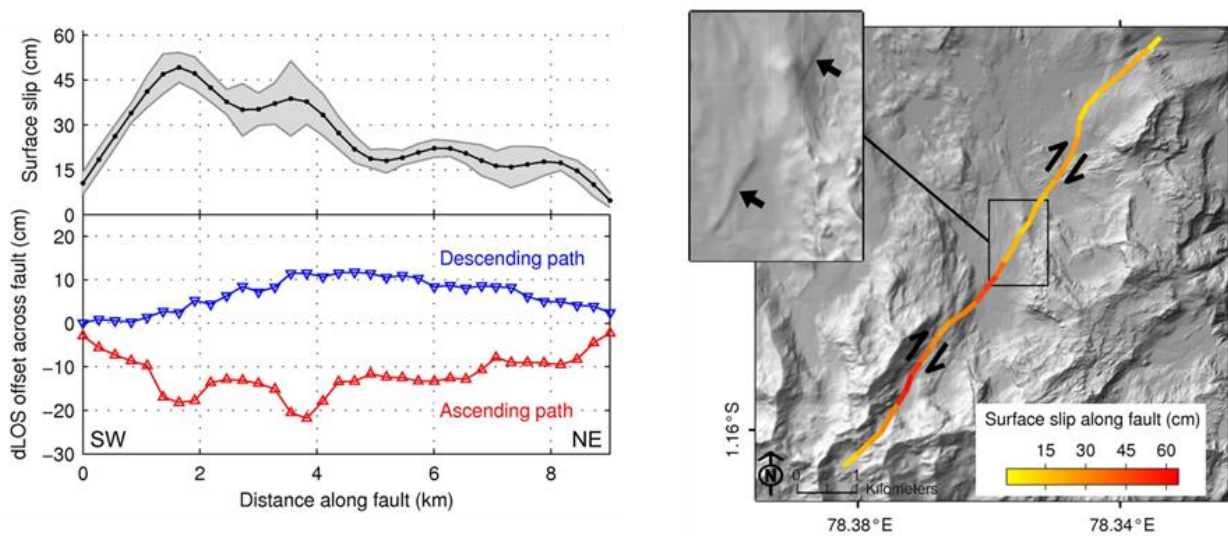 60
45
30
15
0
Surface slip (cm)
20
10
0
−10
−20
−30
dLOS offset across fault (cm)
Descending path
Ascending path
SW
NE
0
2
4
6
8
Distance along fault (km)
1.16°S
N
0
1
Kilometers
Surface slip along fault (cm)
15 30 45 60
78.38°E
78.34°E